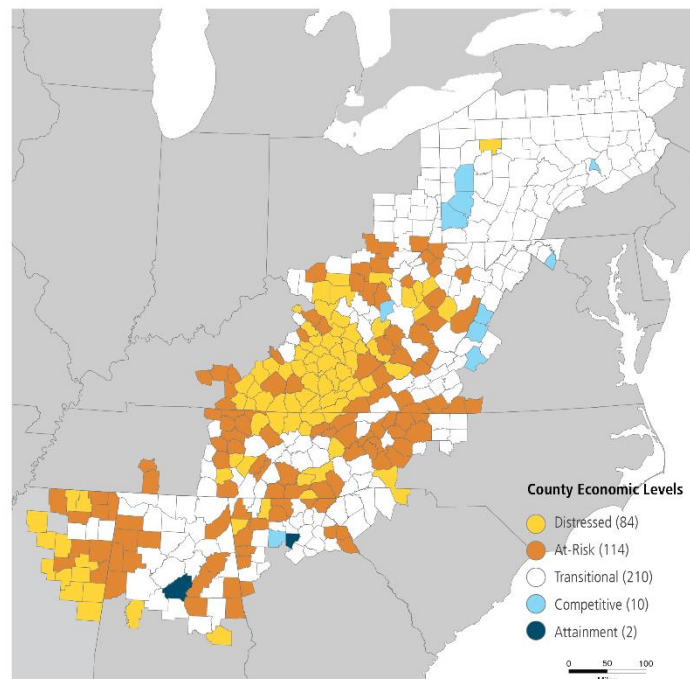 County Economic Levels
Distressed (84)
At-Risk (114)
Transitional (210)
Competitive (10)
Attainment (2)
0 50 100